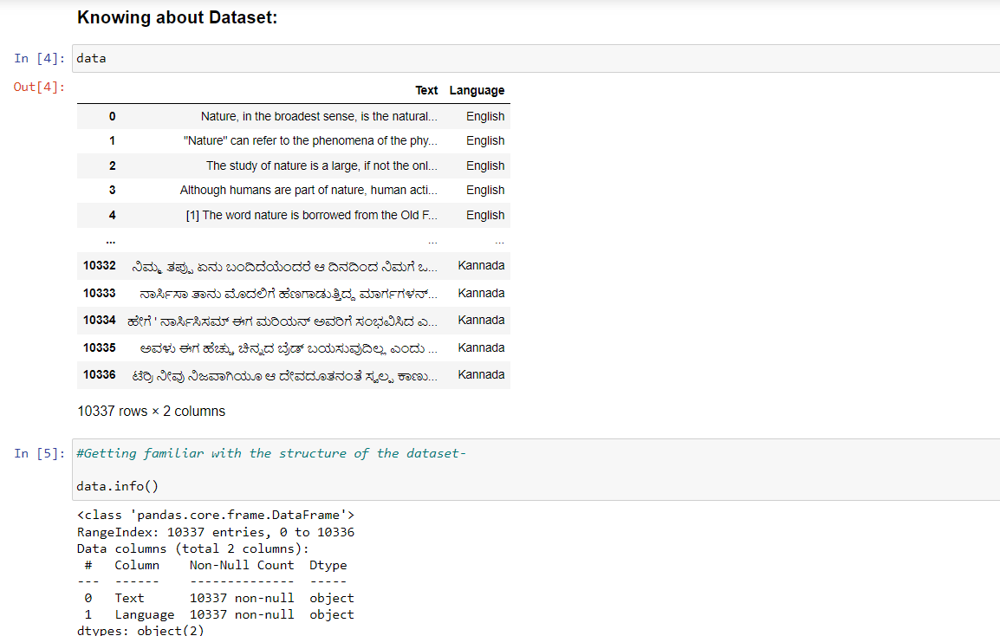 Knowing about Dataset:
In [4]: data
Out[4]:
Text Language
0 Nature, in the broadest sense, is the natural... English
1 "Nature" can refer to the phenomena of the phy... English
2 The study of nature is a large, if not the onl... English
3 Although humans are part of nature, human acti... English
4 [1] The word nature is borrowed from the Old F... English
... ... ...
10332 ನಿಮ್ಮ ತಪ್ಪು ಏನು ಬಂದಿದೆಯೆಂದರೆ ಆ ದಿನದಿಂದ ನಿಮಗೆ ಒ... Kannada
10333 ನಾರ್ಸಿಸಾ ತಾನು ಮೊದಲಿಗೆ ಹೆಣಗಾಡುತ್ತಿದ್ದ ಮಾರ್ಗಗಳನ್... Kannada
10334 ಹೇಗೆ ' ನಾರ್ಸಿಸಿಸಮ್ ಈಗ ಮರಿಯನ್ ಅವರಿಗೆ ಸಂಭವಿಸಿದ ಎ... Kannada
10335 ಅವಳು ಈಗ ಹೆಚ್ಚು ಚಿನ್ನದ ಬ್ರೆಡ್ ಬಯಸುವುದಿಲ್ಲ ಎಂದು ... Kannada
10336 ಟೆರ್ರಿ ನೀವು ನಿಜವಾಗಿಯೂ ಆ ದೇವದೂತನಂತೆ ಸ್ವಲ್ಪ ಕಾಣು... Kannada
10337 rows × 2 columns
In [5]: #Getting familiar with the structure of the dataset-
data.info()
<class 'pandas.core.frame.DataFrame'>
RangeIndex: 10337 entries, 0 to 10336
Data columns (total 2 columns):
# Column Non-Null Count Dtype
--- ------ -------------- -----
0 Text 10337 non-null object
1 Language 10337 non-null object
dtypes: object(2)